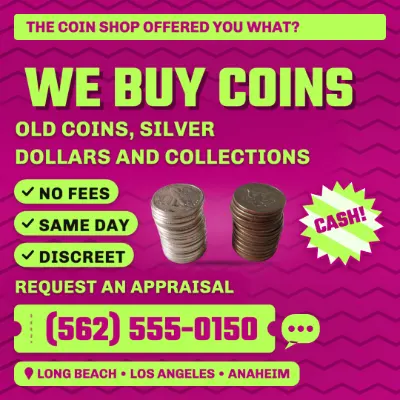 THE COIN SHOP OFFERED YOU WHAT?
WE BUY COINS
OLD COINS, SILVER
DOLLARS AND COLLECTIONS
✓ NO FEES
✓ SAME DAY
✓ DISCREET
CASH!
REQUEST AN APPRAISAL
(562) 555-0150
LONG BEACH • LOS ANGELES • ANAHEIM